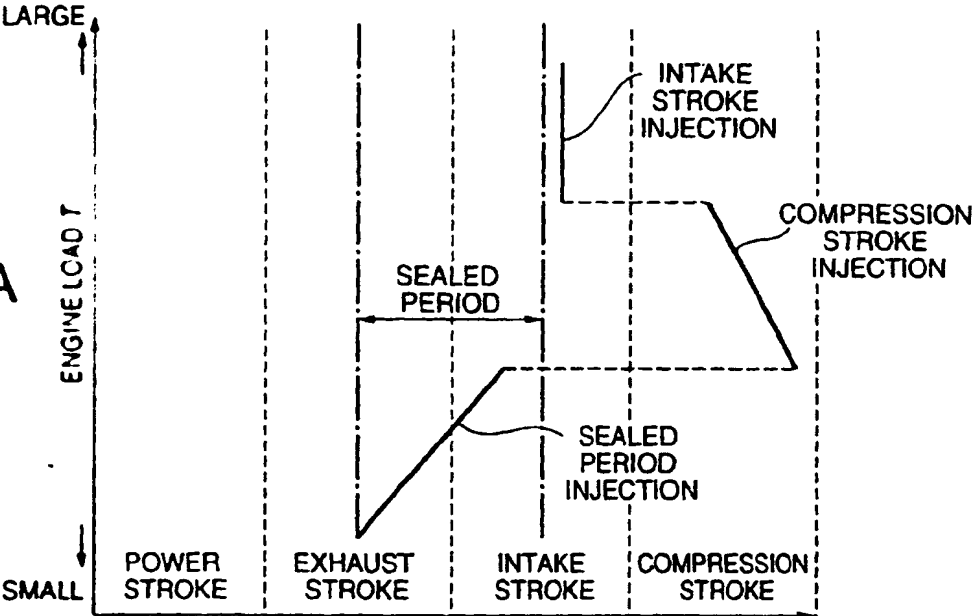 LARGE
INTAKE
STROKE
INJECTION
COMPRESSION
STROKE
INJECTION
A
ENGINE LOAD T
SEALED
PERIOD
SEALED
PERIOD
INJECTION
SMALL
POWER
STROKE
EXHAUST
STROKE
INTAKE
STROKE
COMPRESSION
STROKE